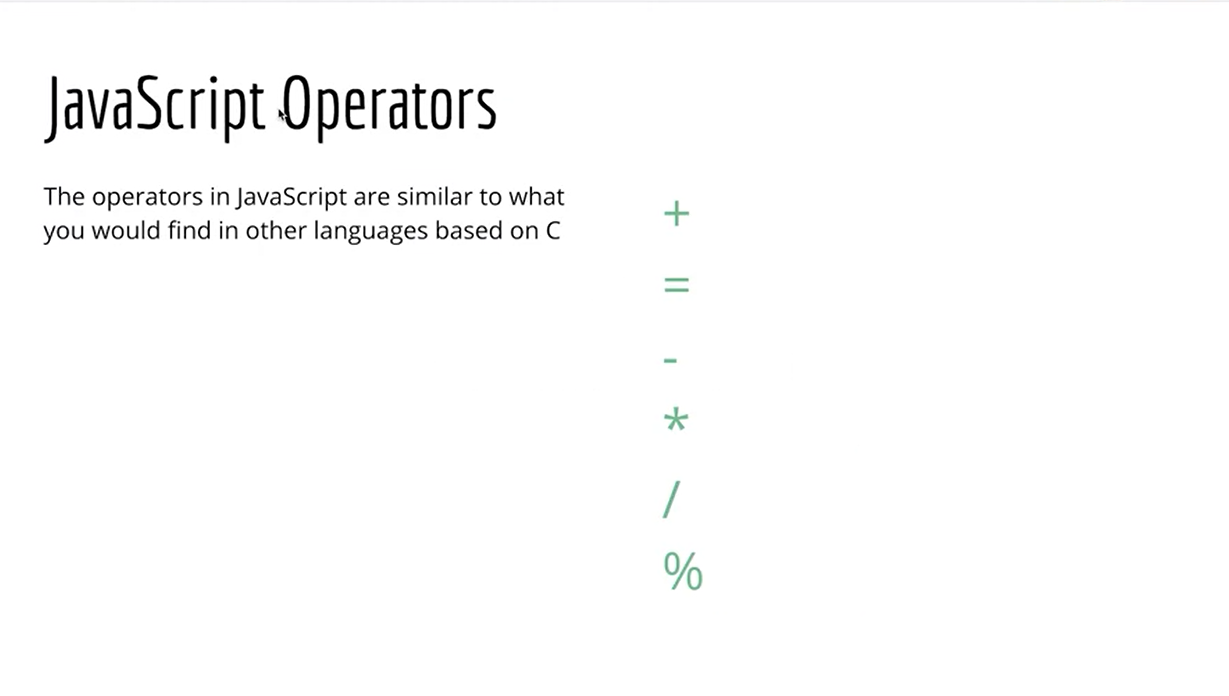 JavaScript Operators
The operators in JavaScript are similar to what
you would find in other languages based on C
+
=
-
*
/
%